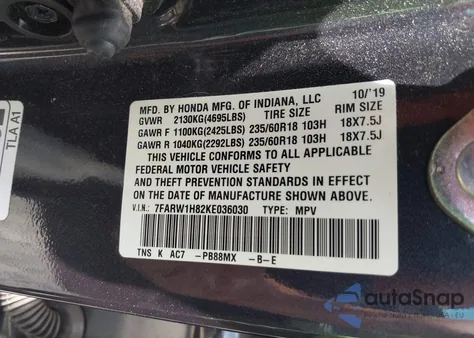 MFD. BY HONDA MFG. OF INDIANA, LLC 10/'19
GVWR 2130KG(4695LBS) TIRE SIZE RIM SIZE
GAWR F 1100KG(2425LBS) 235/60R18 103H 18X7.5J
GAWR R 1040KG(2292LBS) 235/60R18 103H 18X7.5J
THIS VEHICLE CONFORMS TO ALL APPLICABLE
FEDERAL MOTOR VEHICLE SAFETY
AND THEFT PREVENTION STANDARDS IN EFFECT
ON THE DATE OF MANUFACTURE SHOWN ABOVE.
V.I.N.: 7FARW1H82KE036030 TYPE: MPV
TNS K AC7 -PB88MX -B-E
TLA A1
autoSnap